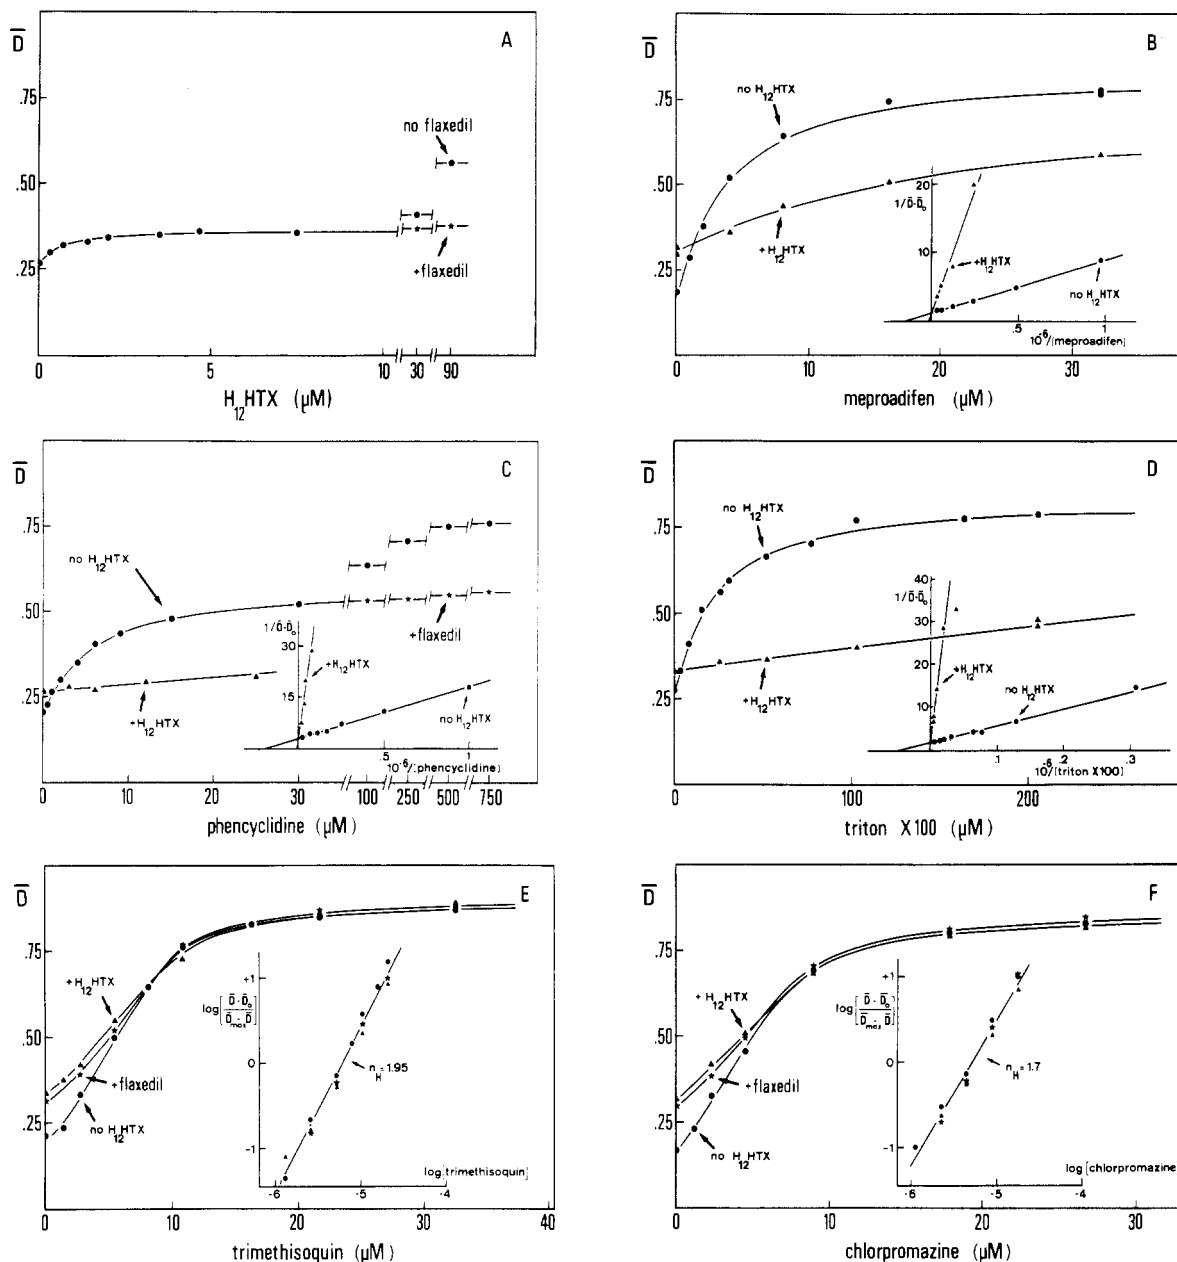 A
D̅
.75
.50
.25
no flaxedil
+flaxedil
0 5 10 30 90
H₁₂HTX (µM)
B
D̅
.75
.50
.25
no H₁₂HTX
+H₁₂HTX
20
1/D̅-D̅₀
10
+H₁₂HTX
no H₁₂HTX
.5 1
10⁻⁶/[meproadifen]
0 10 20 30
meproadifen (µM)
C
D̅
.75
.50
.25
no H₁₂HTX
+flaxedil
+H₁₂HTX
1/D̅-D̅₀
30
15
+H₁₂HTX
no H₁₂HTX
.5 1
10⁻⁶/[phencyclidine]
0 10 20 30 100 250 500 750
phencyclidine (µM)
D
D̅
.75
.50
.25
no H₁₂HTX
+H₁₂HTX
40
1/D̅-D̅₀
30
20
10
+H₁₂HTX
no H₁₂HTX
.1 .2 .3
10⁻⁶/[triton X100]
0 100 200
triton X100 (µM)
E
D̅
.75
.50
.25
+H₁₂HTX
+flaxedil
no H₁₂HTX
+1
log[D̅-D̅₀/D̅max-D̅]
0
-1
n_H=1.95
log[trimethisoquin]
-6 -5 -4
0 10 20 30 40
trimethisoquin (µM)
F
D̅
.75
.50
.25
+H₁₂HTX
+flaxedil
no H₁₂HTX
+1
log[D̅-D̅₀/D̅max-D̅]
0
-1
n_H=1.7
log[chlorpromazine]
-6 -5 -4
0 10 20 30
chlorpromazine (µM)